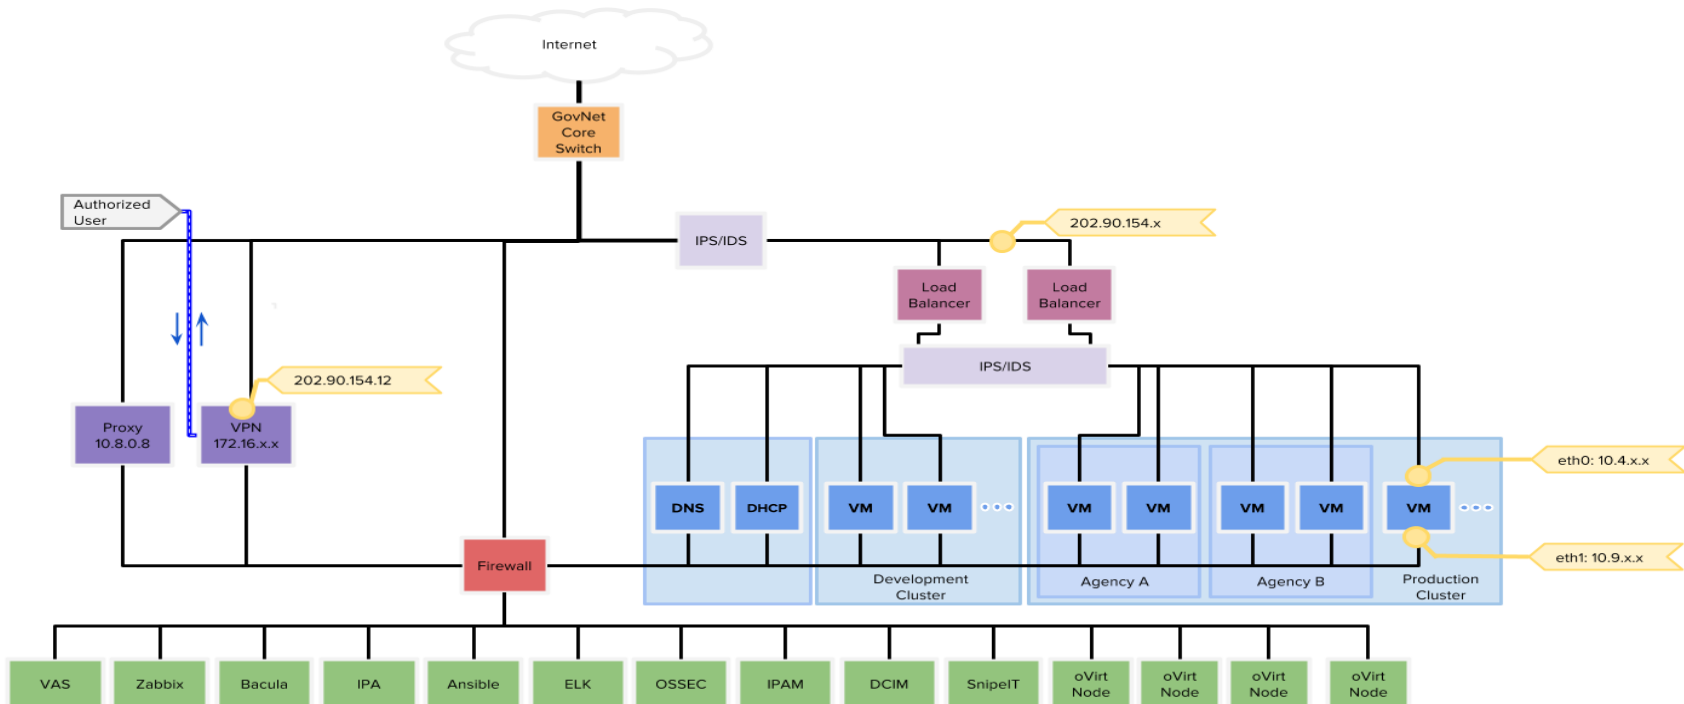 Internet
GovNet
Core
Switch
Authorized
User
IPS/IDS
202.90.154.x
Load
Balancer
Load
Balancer
IPS/IDS
202.90.154.12
Proxy
10.8.0.8
VPN
172.16.x.x
eth0: 10.4.x.x
DNS
DHCP
VM
VM
VM
VM
VM
VM
VM
eth1: 10.9.x.x
Firewall
Development
Cluster
Agency A
Agency B
Production
Cluster
VAS
Zabbix
Bacula
IPA
Ansible
ELK
OSSEC
IPAM
DCIM
SnipeIT
oVirt
Node
oVirt
Node
oVirt
Node
oVirt
Node